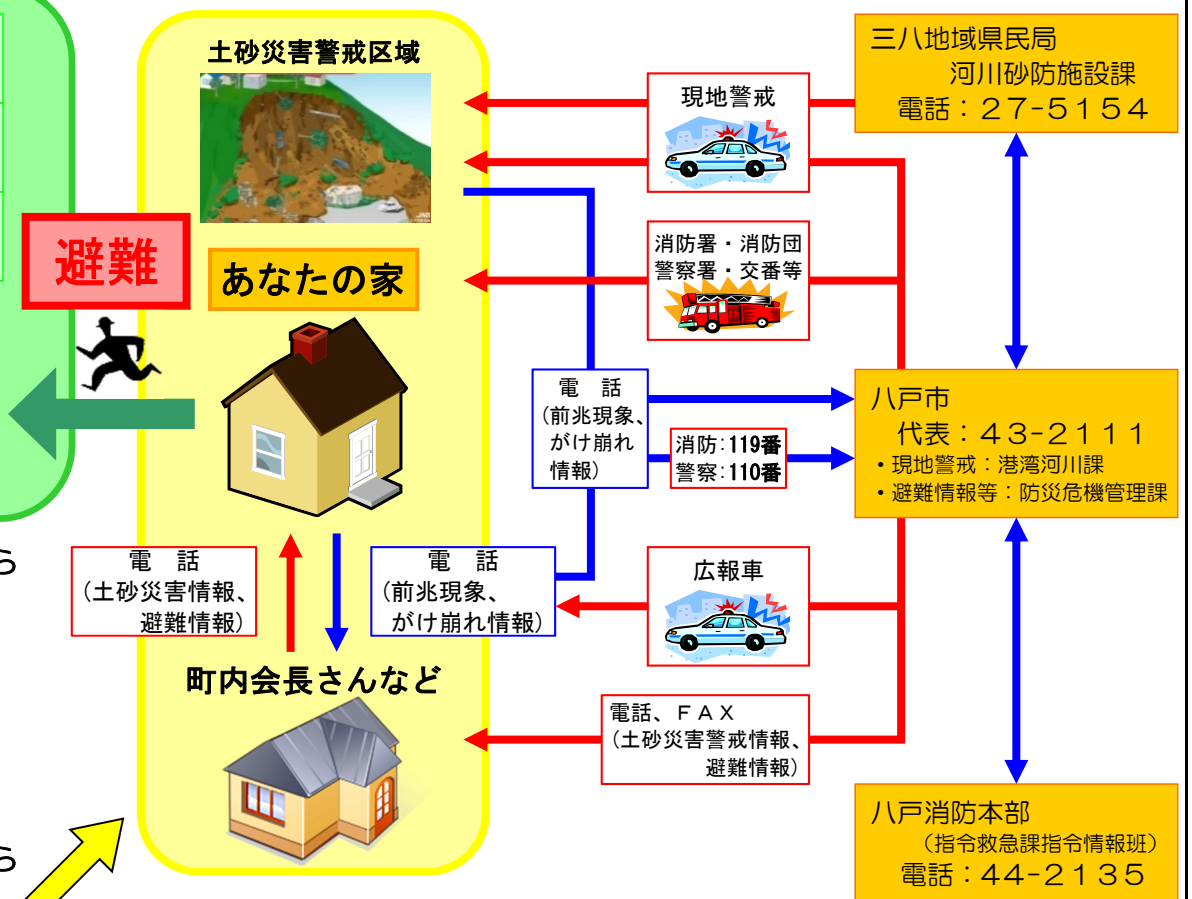 土砂災害警戒区域
避難
あなたの家
電　話
(土砂災害情報、
避難情報)
電　話
(前兆現象、
がけ崩れ情報)
町内会長さんなど
ら
ら
現地警戒
消防署・消防団
警察署・交番等
電　話
(前兆現象、
がけ崩れ
情報)
消防：119番
警察：110番
広報車
電話、ＦＡＸ
(土砂災害警戒情報、
避難情報)
三八地域県民局
河川砂防施設課
電話：２７-５１５４
八戸市
代表：４３-２１１１
・現地警戒：港湾河川課
・避難情報等：防災危機管理課
八戸消防本部
（指令救急課指令情報班）
電話：４４-２１３５